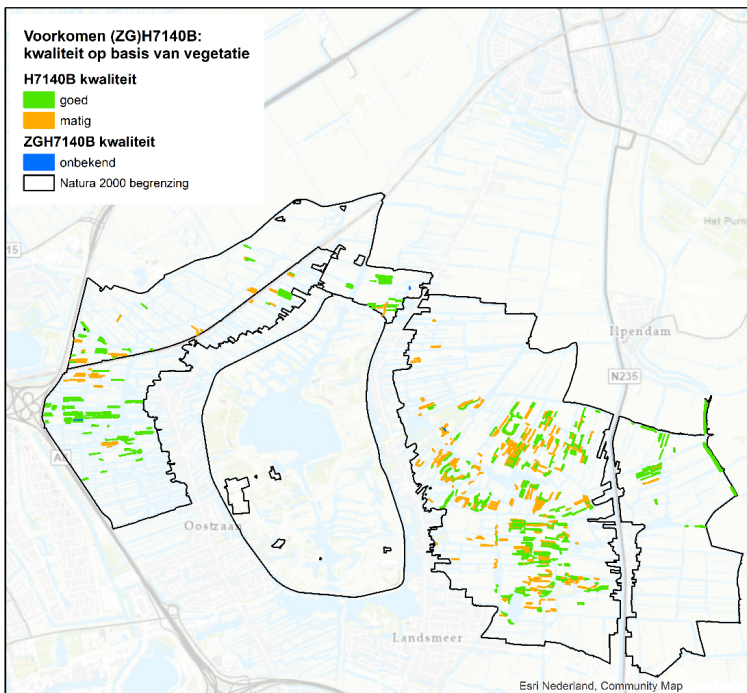 Voorkomen (ZG)H7140B:
kwaliteit op basis van vegetatie
H7140B kwaliteit
goed
matig
ZGH7140B kwaliteit
onbekend
Natura 2000 begrenzing
15
Het Purm
Ilpendam
N235
Oostzaan
Landsmeer
Esri Nederland, Community Map